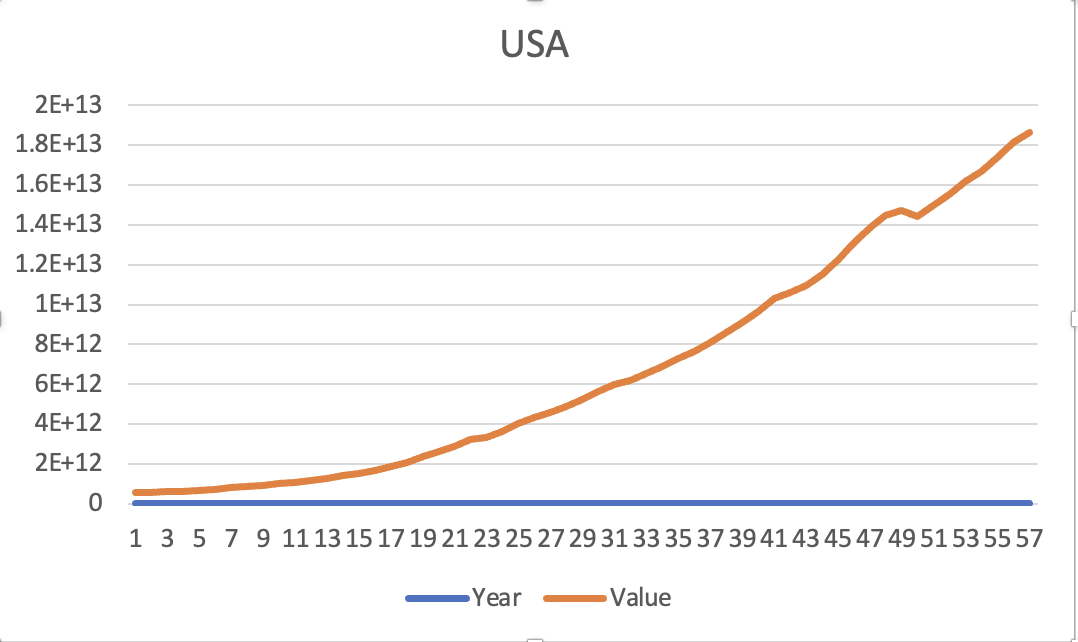 USA
2E+13
1.8E+13
1.6E+13
1.4E+13
1.2E+13
1E+13
8E+12
6E+12
4E+12
2E+12
0
1 3 5 7 9 11 13 15 17 19 21 23 25 27 29 31 33 35 37 39 41 43 45 47 49 51 53 55 57
Year Value